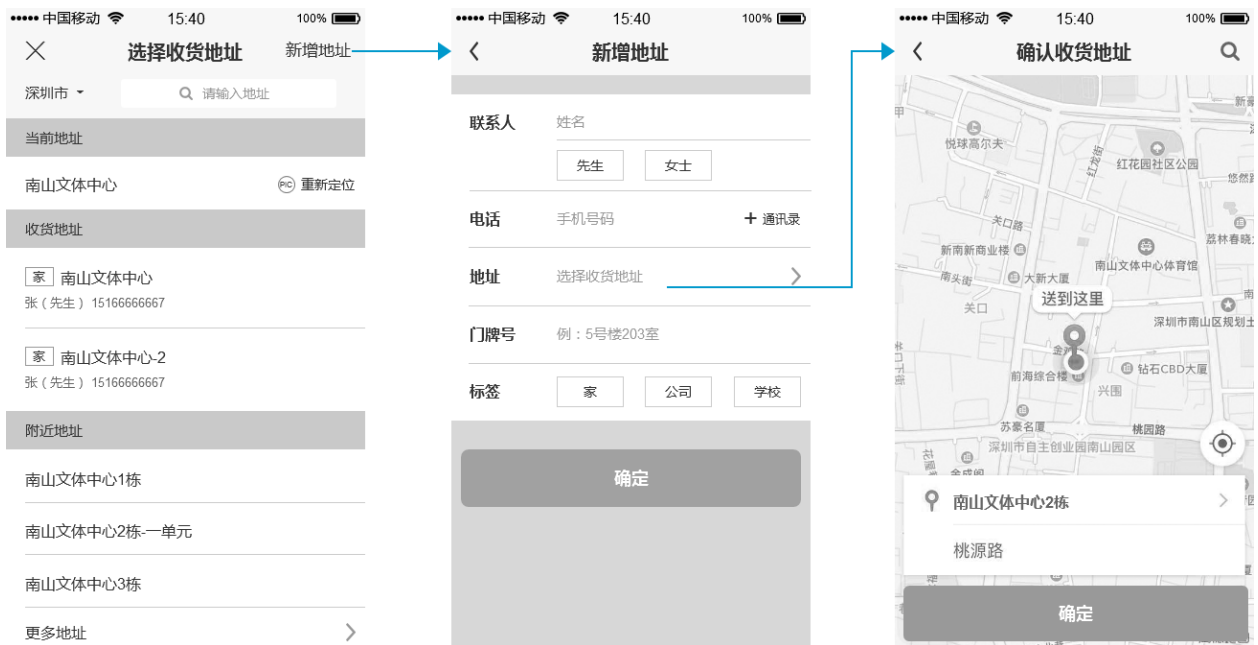 中国移动 15:40 100%
选择收货地址 新增地址
深圳市 请输入地址
当前地址
南山文体中心 PIC 重新定位
收货地址
家 南山文体中心
张（先生）15166666667
家 南山文体中心-2
张（先生）15166666667
附近地址
南山文体中心1栋
南山文体中心2栋-一单元
南山文体中心3栋
更多地址
中国移动 15:40 100%
新增地址
联系人 姓名
先生 女士
电话 手机号码 + 通讯录
地址 选择收货地址
门牌号 例：5号楼203室
标签 家 公司 学校
确定
中国移动 15:40 100%
确认收货地址
甲
悦球高尔夫
红龙街
红花园社区公园
关口路
荔林春晓
新南新商业楼
南山文体中心体育馆
南头街
大新大厦
关口
送到这里
深圳市南山区规划土
前海综合楼
钻石CBD大厦
兴围
苏豪名厦
桃园路
深圳市自主创业园南山园区
南山文体中心2栋
桃源路
确定